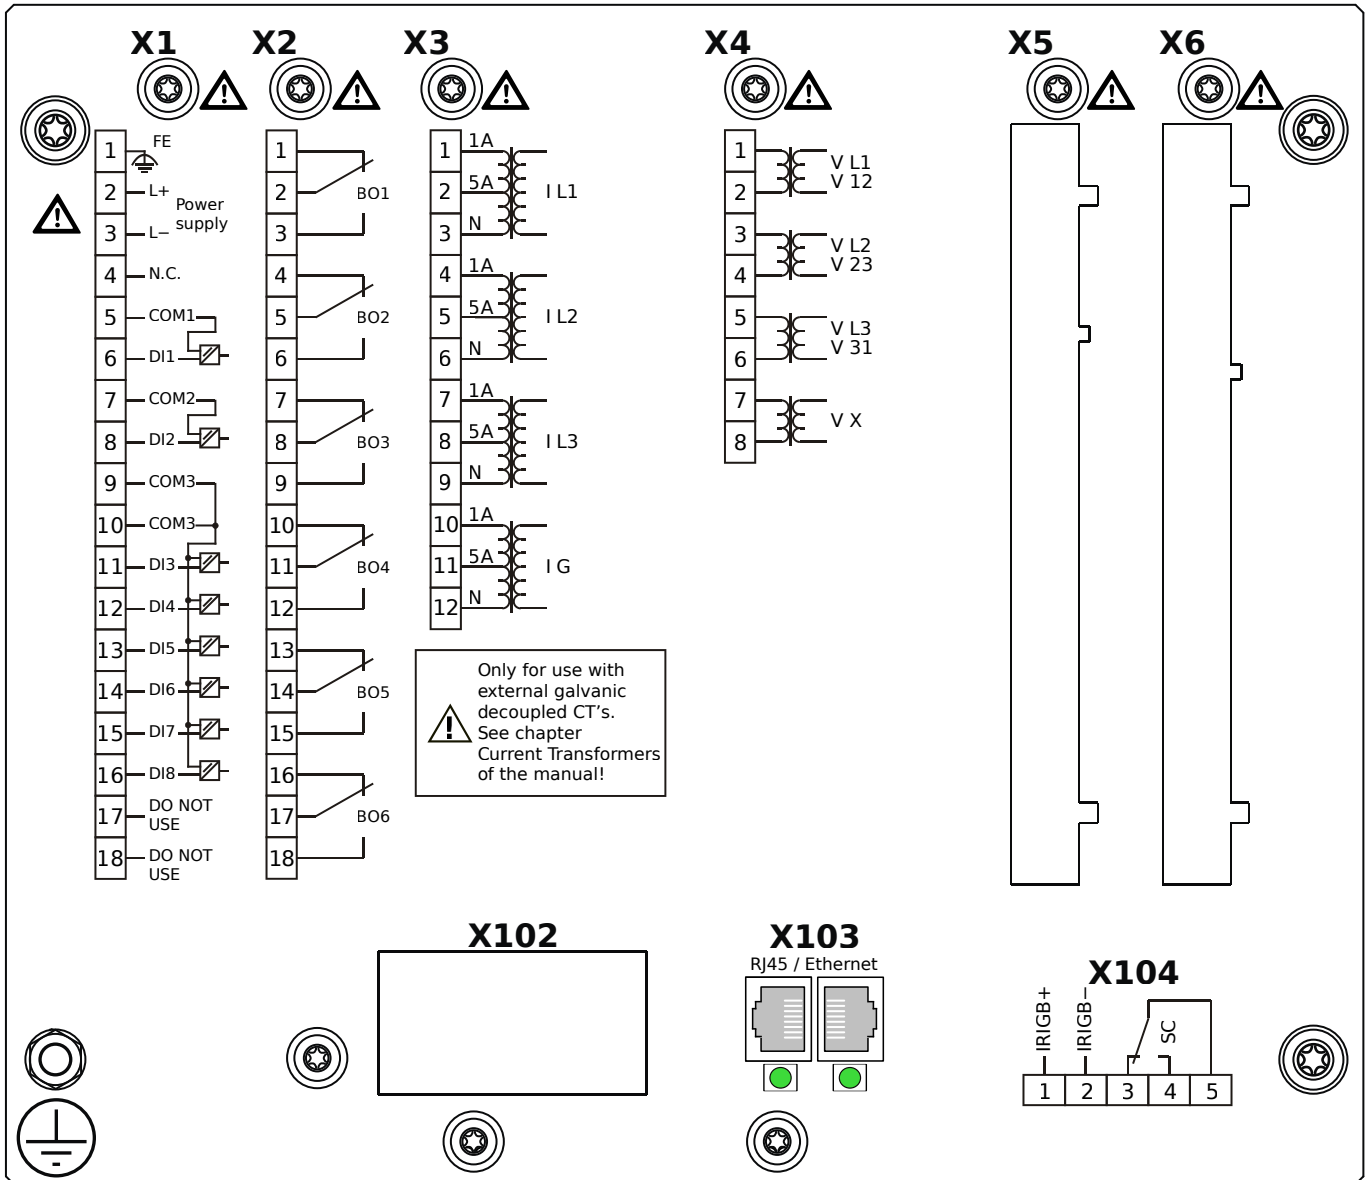 X1 X2 X3 X4 X5 X6
1 FE
2 L+
Power
supply
3 L−
4 N.C.
5 COM1
6 DI1
7 COM2
8 DI2
9 COM3
10 COM3
11 DI3
12 DI4
13 DI5
14 DI6
15 DI7
16 DI8
17 DO NOT
USE
18 DO NOT
USE
1
2 BO1
3
4
5 BO2
6
7
8 BO3
9
10
11 BO4
12
13
14 BO5
15
16
17 BO6
18
1 1A
2 5A I L1
3 N
4 1A
5 5A I L2
6 N
7 1A
8 5A I L3
9 N
10 1A
11 5A I G
12 N
Only for use with
external galvanic
decoupled CT's.
See chapter
Current Transformers
of the manual!
1 V L1
2 V 12
3 V L2
4 V 23
5 V L3
6 V 31
7 V X
8
X102
X103
RJ45 / Ethernet
X104
IRIGB+
IRIGB−
SC
1 2 3 4 5